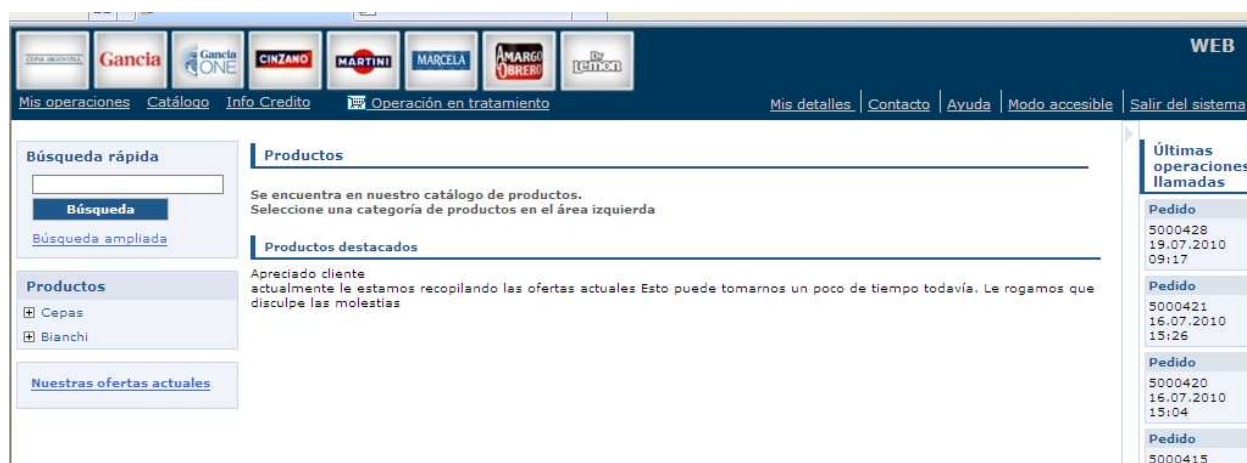 Gancia
Gancia
ONE
CINZANO
MARTINI
MARCELA
AMARGO
OBRERO
Dr.
Lemon
WEB
Mis operaciones Catálogo Info Credito Operación en tratamiento Mis detalles Contacto Ayuda Modo accesible Salir del sistema
Búsqueda rápida
Búsqueda
Búsqueda ampliada
Productos
Cepas
Bianchi
Nuestras ofertas actuales
Productos
Se encuentra en nuestro catálogo de productos.
Seleccione una categoría de productos en el área izquierda
Productos destacados
Apreciado cliente
actualmente le estamos recopilando las ofertas actuales Esto puede tomarnos un poco de tiempo todavía. Le rogamos que
disculpe las molestias
Últimas
operaciones
llamadas
Pedido
5000428
19.07.2010
09:17
Pedido
5000421
16.07.2010
15:26
Pedido
5000420
16.07.2010
15:04
Pedido
5000415